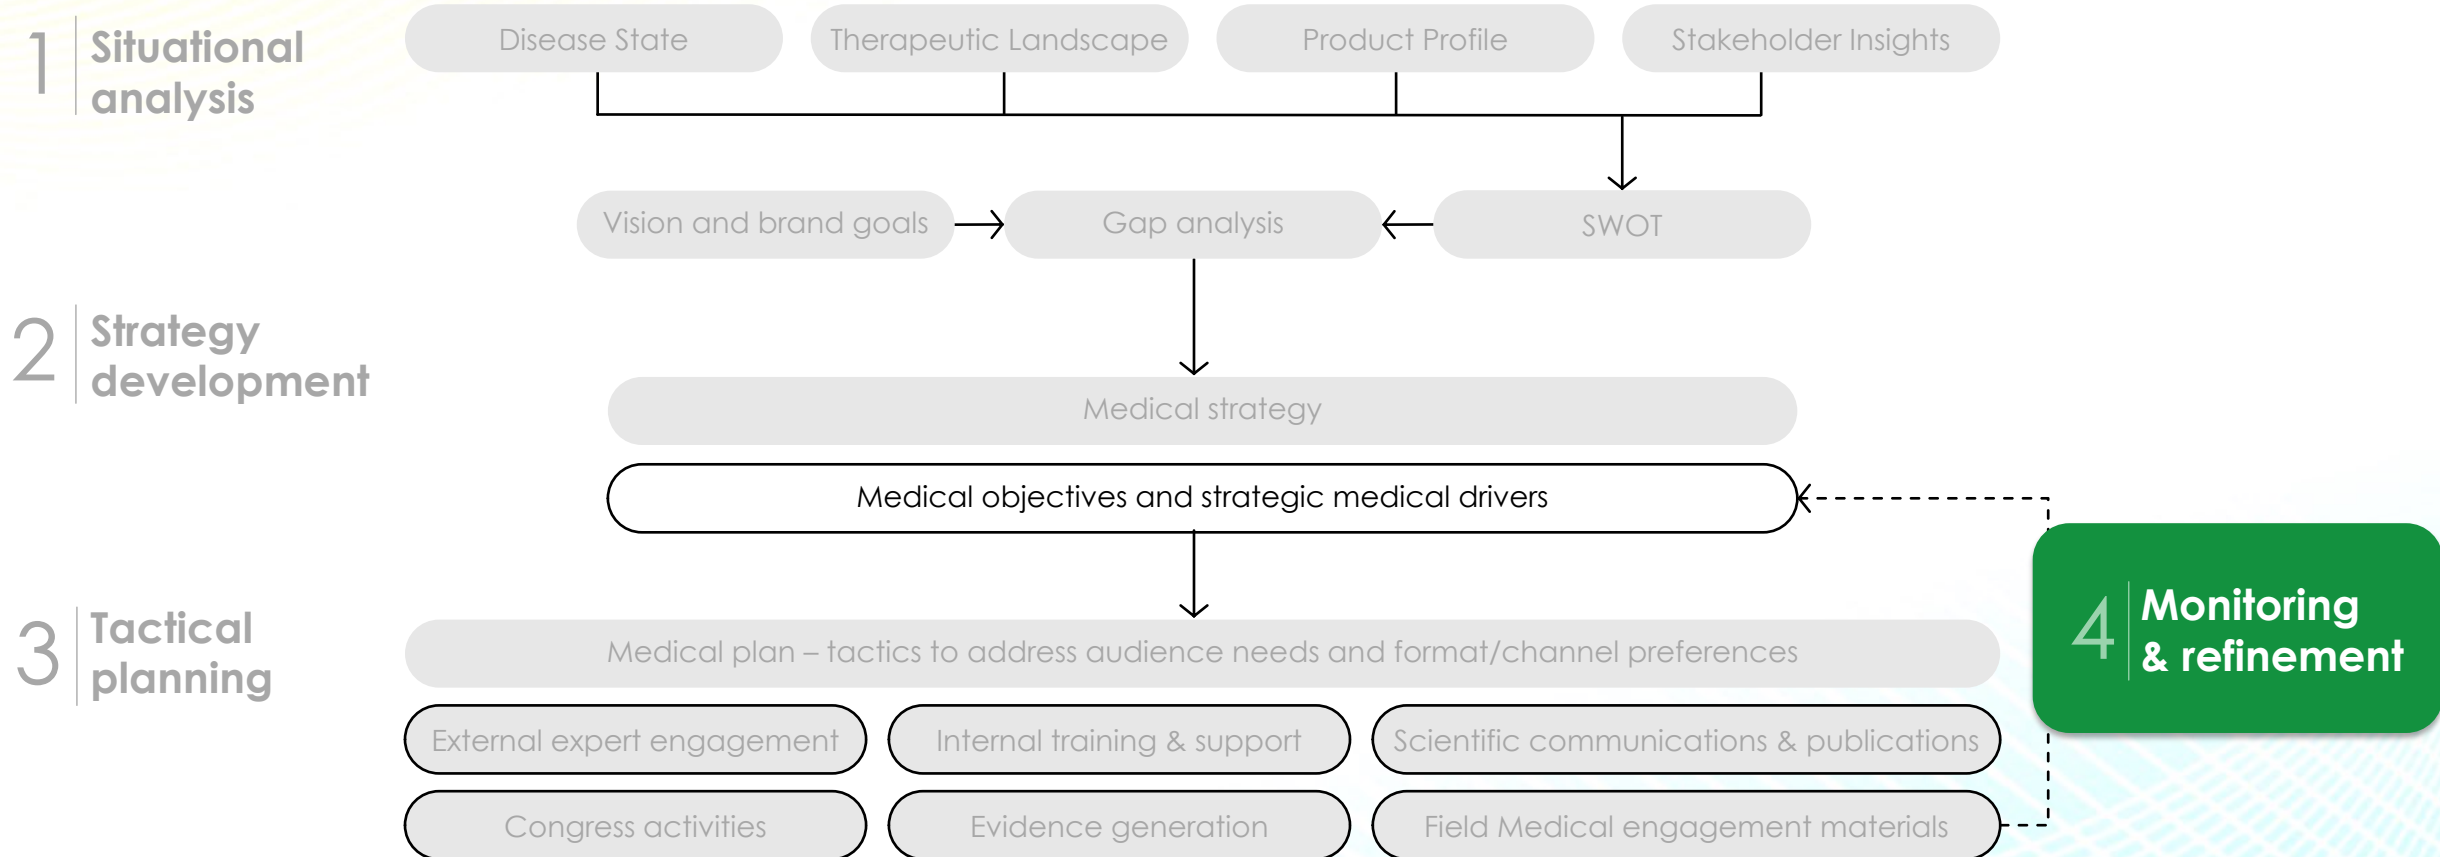 1
Situational
analysis
Disease State
Therapeutic Landscape
Product Profile
Stakeholder Insights
Vision and brand goals
Gap analysis
SWOT
2
Strategy
development
Medical strategy
Medical objectives and strategic medical drivers
3
Tactical
planning
Medical plan – tactics to address audience needs and format/channel preferences
External expert engagement
Internal training & support
Scientific communications & publications
Congress activities
Evidence generation
Field Medical engagement materials
4
Monitoring
& refinement